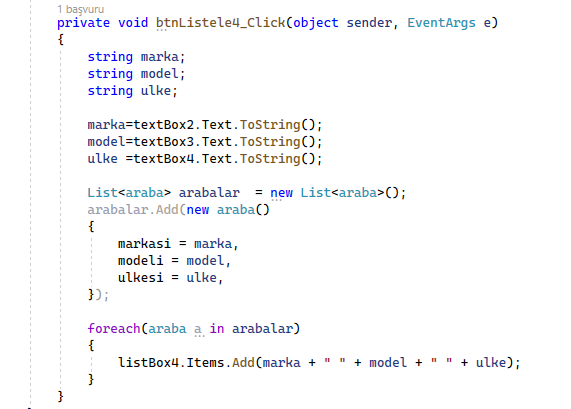 1 başvuru
private void btnListele4_Click(object sender, EventArgs e)
{
    string marka;
    string model;
    string ulke;

    marka=textBox2.Text.ToString();
    model=textBox3.Text.ToString();
    ulke =textBox4.Text.ToString();

    List<araba> arabalar  = new List<araba>();
    arabalar.Add(new araba()
    {
        markasi = marka,
        modeli = model,
        ulkesi = ulke,
    });

    foreach(araba a in arabalar)
    {
        listBox4.Items.Add(marka + " " + model + " " + ulke);
    }
}